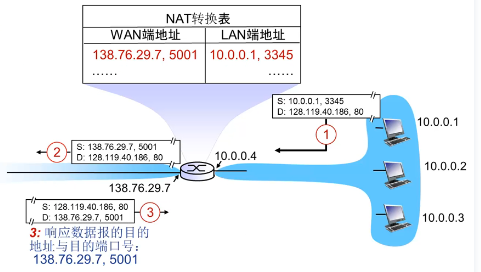 NAT转换表
WAN端地址 LAN端地址
138.76.29.7, 5001 10.0.0.1, 3345
…… ……
S: 10.0.0.1, 3345
D: 128.119.40.186, 80
1
10.0.0.1
S: 138.76.29.7, 5001
D: 128.119.40.186, 80
2
10.0.0.4
10.0.0.2
138.76.29.7
S: 128.119.40.186, 80
D: 138.76.29.7, 5001
3
10.0.0.3
3: 响应数据报的目的
地址与目的端口号:
138.76.29.7, 5001